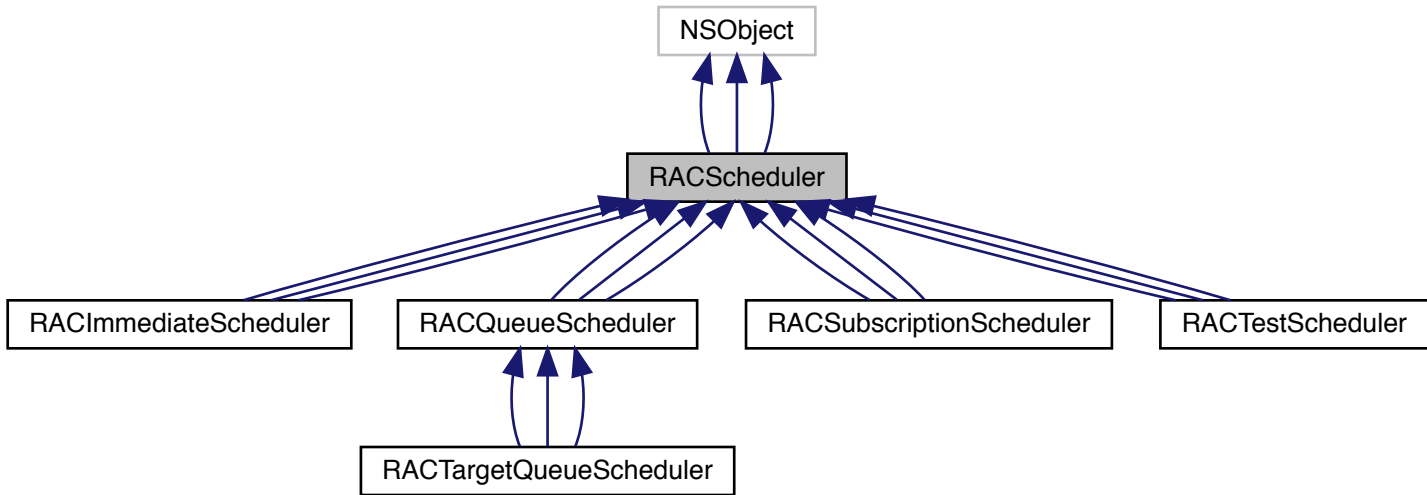 NSObject
RACScheduler
RACImmediateScheduler
RACQueueScheduler
RACSubscriptionScheduler
RACTestScheduler
RACTargetQueueScheduler